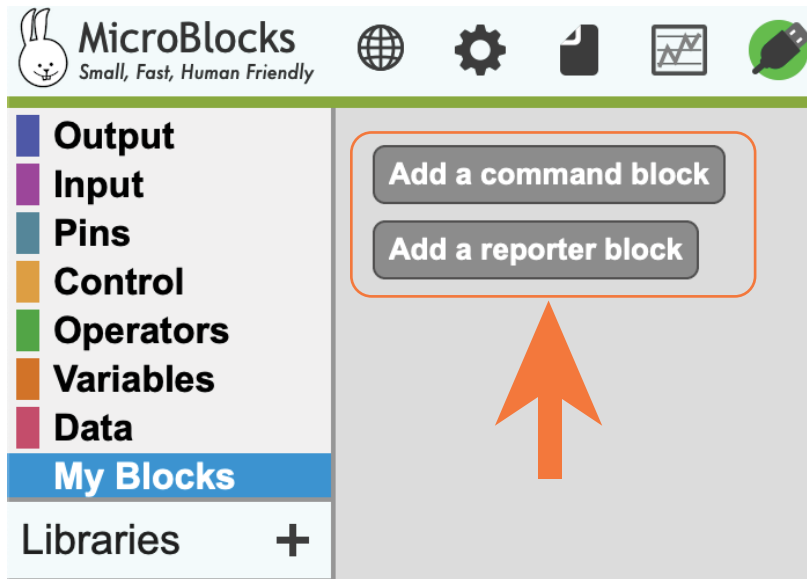 MicroBlocks
Small, Fast, Human Friendly
Output
Input
Pins
Control
Operators
Variables
Data
My Blocks
Libraries +
Add a command block
Add a reporter block